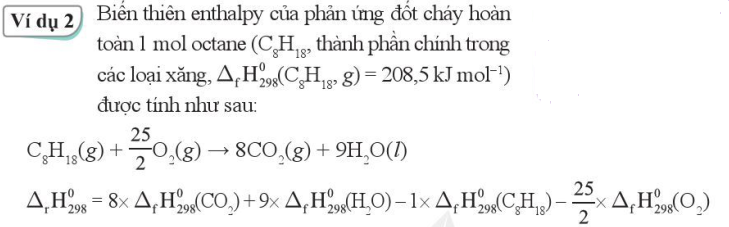 Ví dụ 2
Biến thiên enthalpy của phản ứng đốt cháy hoàn
toàn 1 mol octane (C₈H₁₈, thành phần chính trong
các loại xăng, ΔfH⁰₂₉₈(C₈H₁₈, g) = 208,5 kJ mol⁻¹)
được tính như sau:
C₈H₁₈(g) + 25/2 O₂(g) → 8CO₂(g) + 9H₂O(l)
ΔrH⁰₂₉₈ = 8× ΔfH⁰₂₉₈(CO₂) + 9× ΔfH⁰₂₉₈(H₂O) – 1× ΔfH⁰₂₉₈(C₈H₁₈) – 25/2 × ΔfH⁰₂₉₈(O₂)